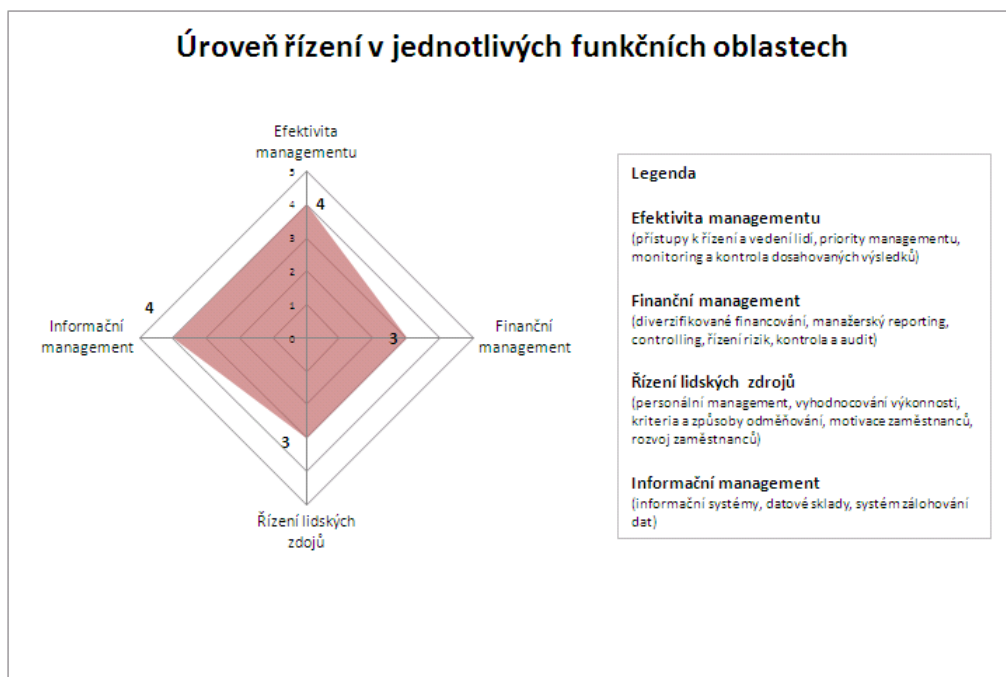 Úroveň řízení v jednotlivých funkčních oblastech
Efektivita
managementu
5
4
4
3
2
1
0
4
Informační
management
3
Finanční
management
3
Řízení lidských
zdojů
Legenda
Efektivita managementu
(přístupy k řízení a vedení lidí, priority managementu,
monitoring a kontrola dosahovaných výsledků)
Finanční management
(diverzifikované financování, manažerský reporting,
controlling, řízení rizik, kontrola a audit)
Řízení lidských zdrojů
(personální management, vyhodnocování výkonnosti,
kriteria a způsoby odměňování, motivace zaměstnanců,
rozvoj zaměstnanců)
Informační management
(informační systémy, datové sklady, systém zálohování
dat)